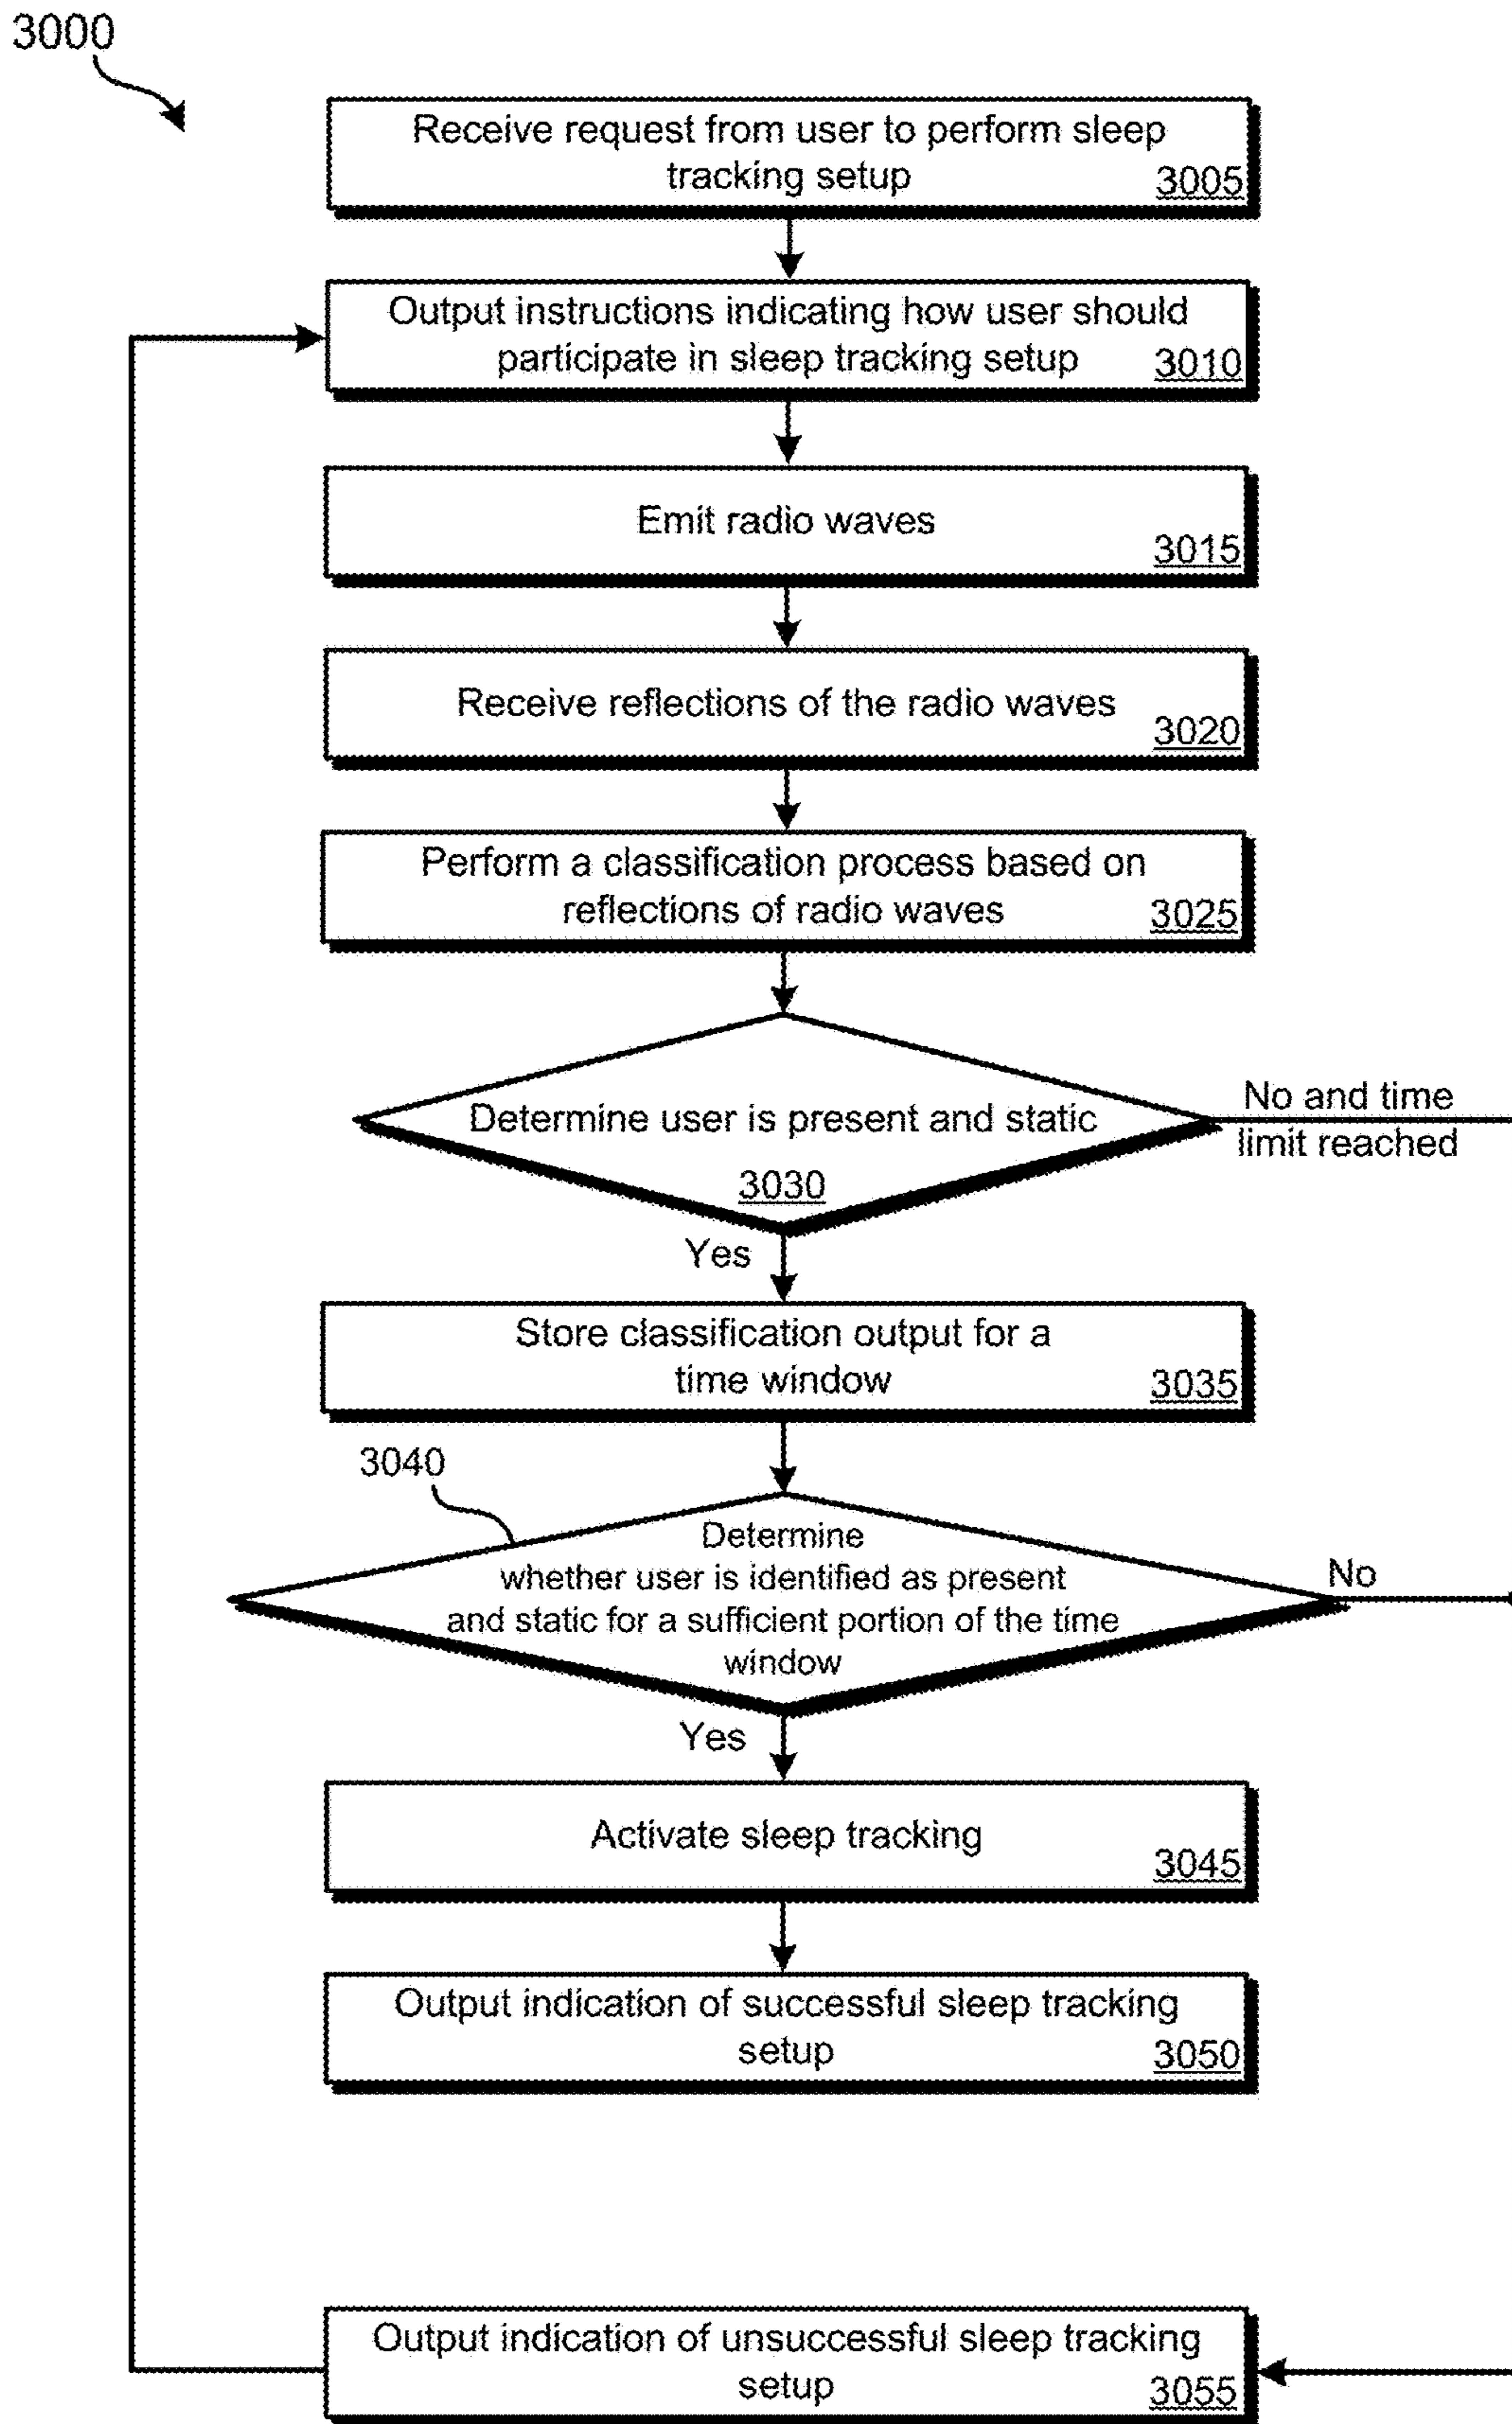 3000
Receive request from user to perform sleep
tracking setup
3005
Output instructions indicating how user should
participate in sleep tracking setup
3010
Emit radio waves
3015
Receive reflections of the radio waves
3020
Perform a classification process based on
reflections of radio waves
3025
Determine user is present and static
3030
No and time
limit reached
Yes
Store classification output for a
time window
3035
3040
Determine
whether user is identified as present
and static for a sufficient portion of the time
window
No
Yes
Activate sleep tracking
3045
Output indication of successful sleep tracking
setup
3050
Output indication of unsuccessful sleep tracking
setup
3055